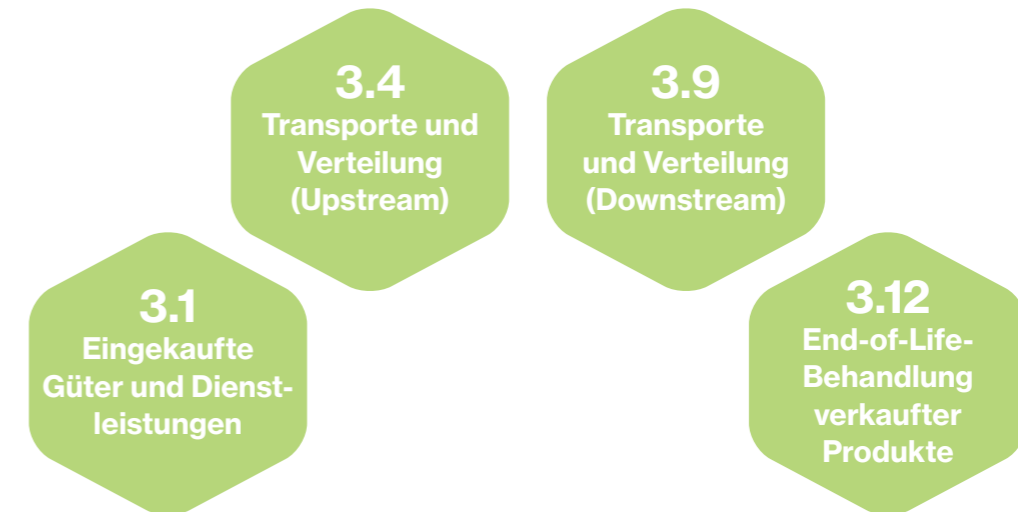 3.4
Transporte und
Verteilung
(Upstream)
3.9
Transporte
und Verteilung
(Downstream)
3.1
Eingekaufte
Güter und Dienst-
leistungen
3.12
End-of-Life-
Behandlung
verkaufter
Produkte